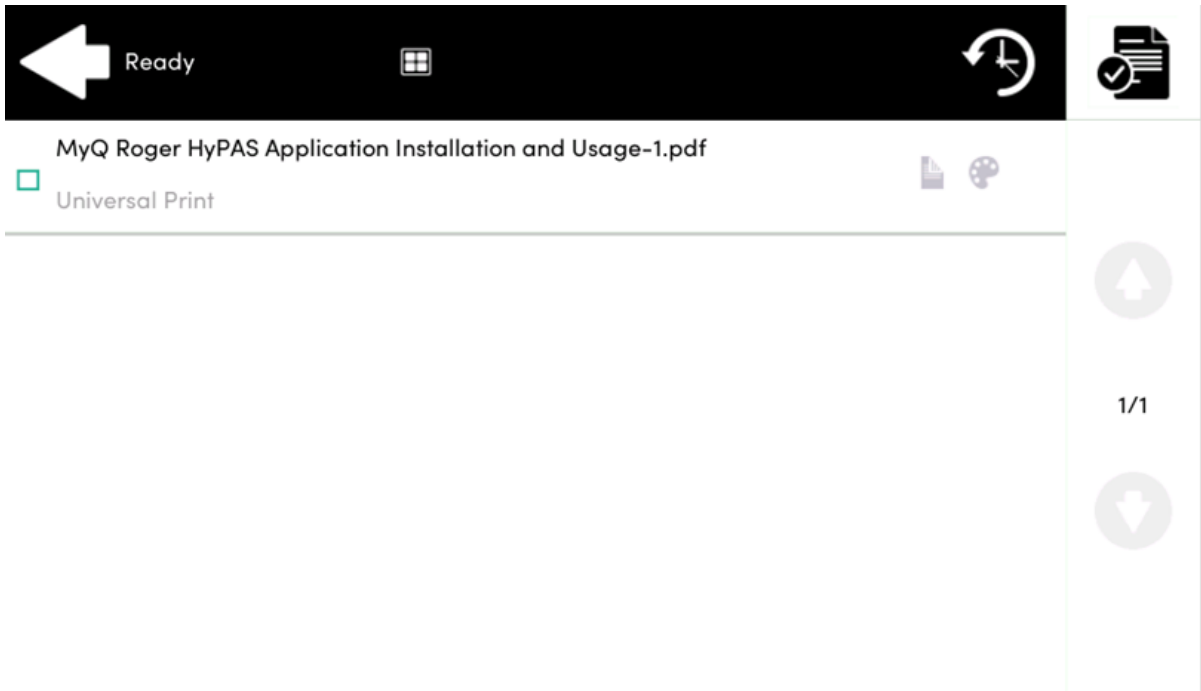 Ready
MyQ Roger HyPAS Application Installation and Usage-1.pdf
Universal Print
1/1